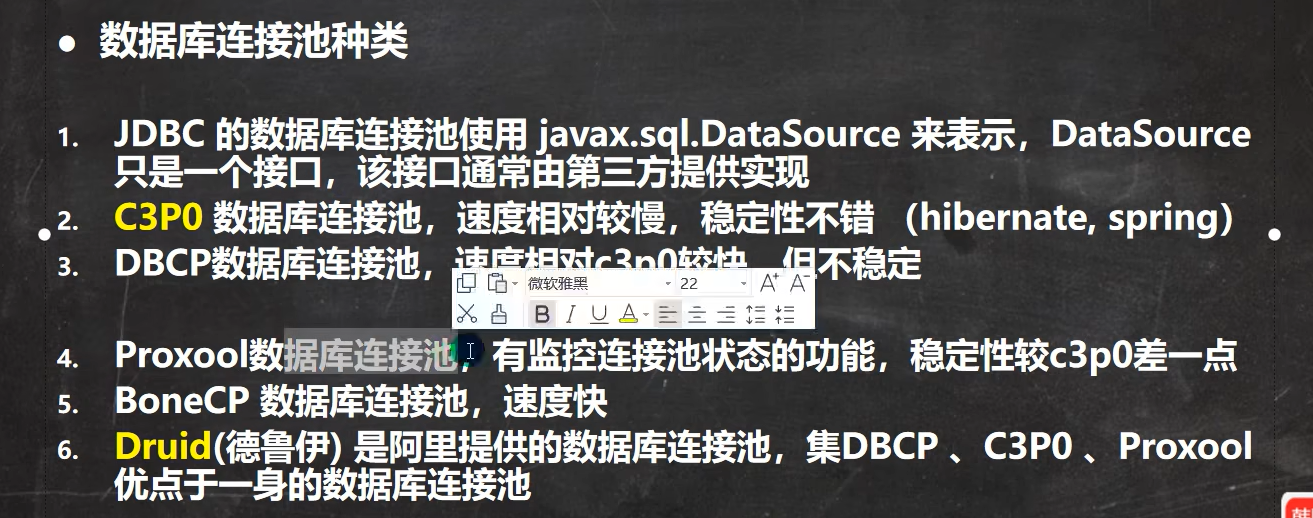 • 数据库连接池种类
1. JDBC 的数据库连接池使用 javax.sql.DataSource 来表示，DataSource
只是一个接口，该接口通常由第三方提供实现
2. C3P0 数据库连接池，速度相对较慢，稳定性不错 （hibernate, spring）
3. DBCP数据库连接池，速度相对c3p0较快，但不稳定
微软雅黑 22 A+ A-
B I U A
4. Proxool数据库连接池，有监控连接池状态的功能，稳定性较c3p0差一点
5. BoneCP 数据库连接池，速度快
6. Druid(德鲁伊) 是阿里提供的数据库连接池，集DBCP 、C3P0 、Proxool
优点于一身的数据库连接池